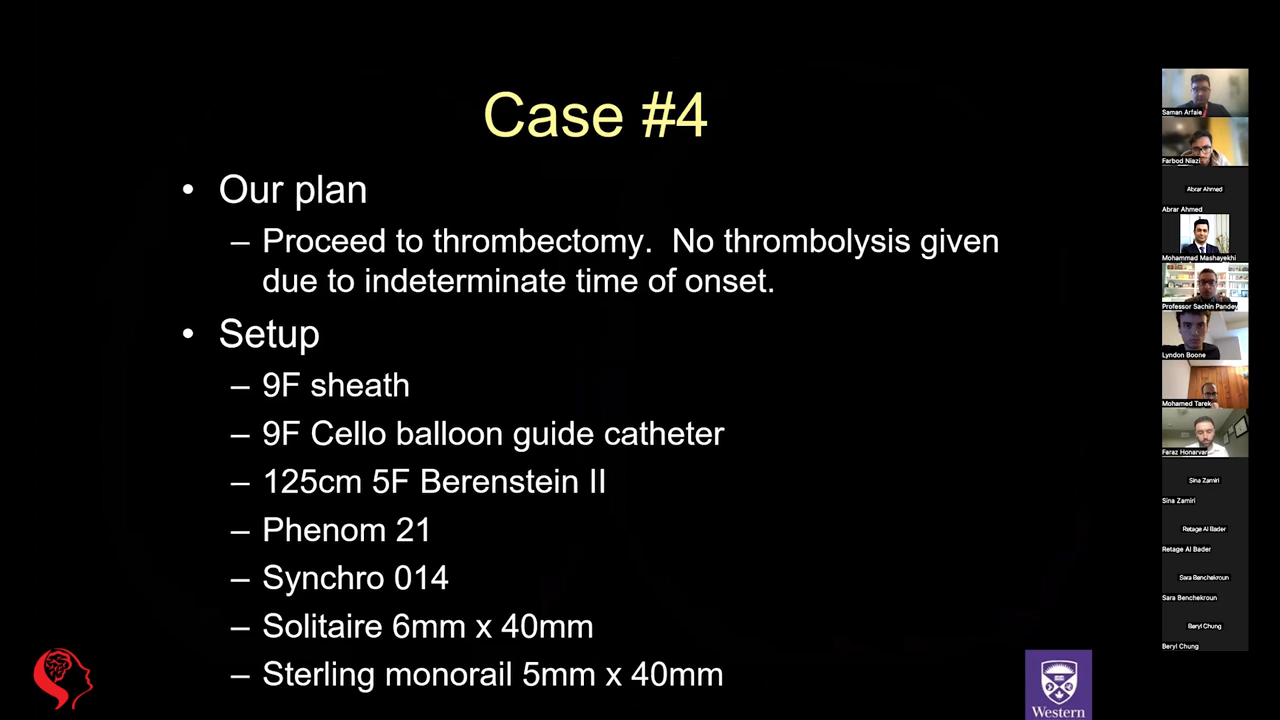 Case #4
• Our plan
– Proceed to thrombectomy. No thrombolysis given
due to indeterminate time of onset.
• Setup
– 9F sheath
– 9F Cello balloon guide catheter
– 125cm 5F Berenstein II
– Phenom 21
– Synchro 014
– Solitaire 6mm x 40mm
– Sterling monorail 5mm x 40mm
Western
Saman Arfaie
Farbod Niazi
Abrar Ahmed
Abrar Ahmed
Mohammad Mashayekhi
Professor Sachin Pandey
Lyndon Boone
Mohamed Tarek
Faraz Honarvar
Sina Zamiri
Sina Zamiri
Retage Al Bader
Retage Al Bader
Sara Benchekroun
Sara Benchekroun
Beryl Chung
Beryl Chung